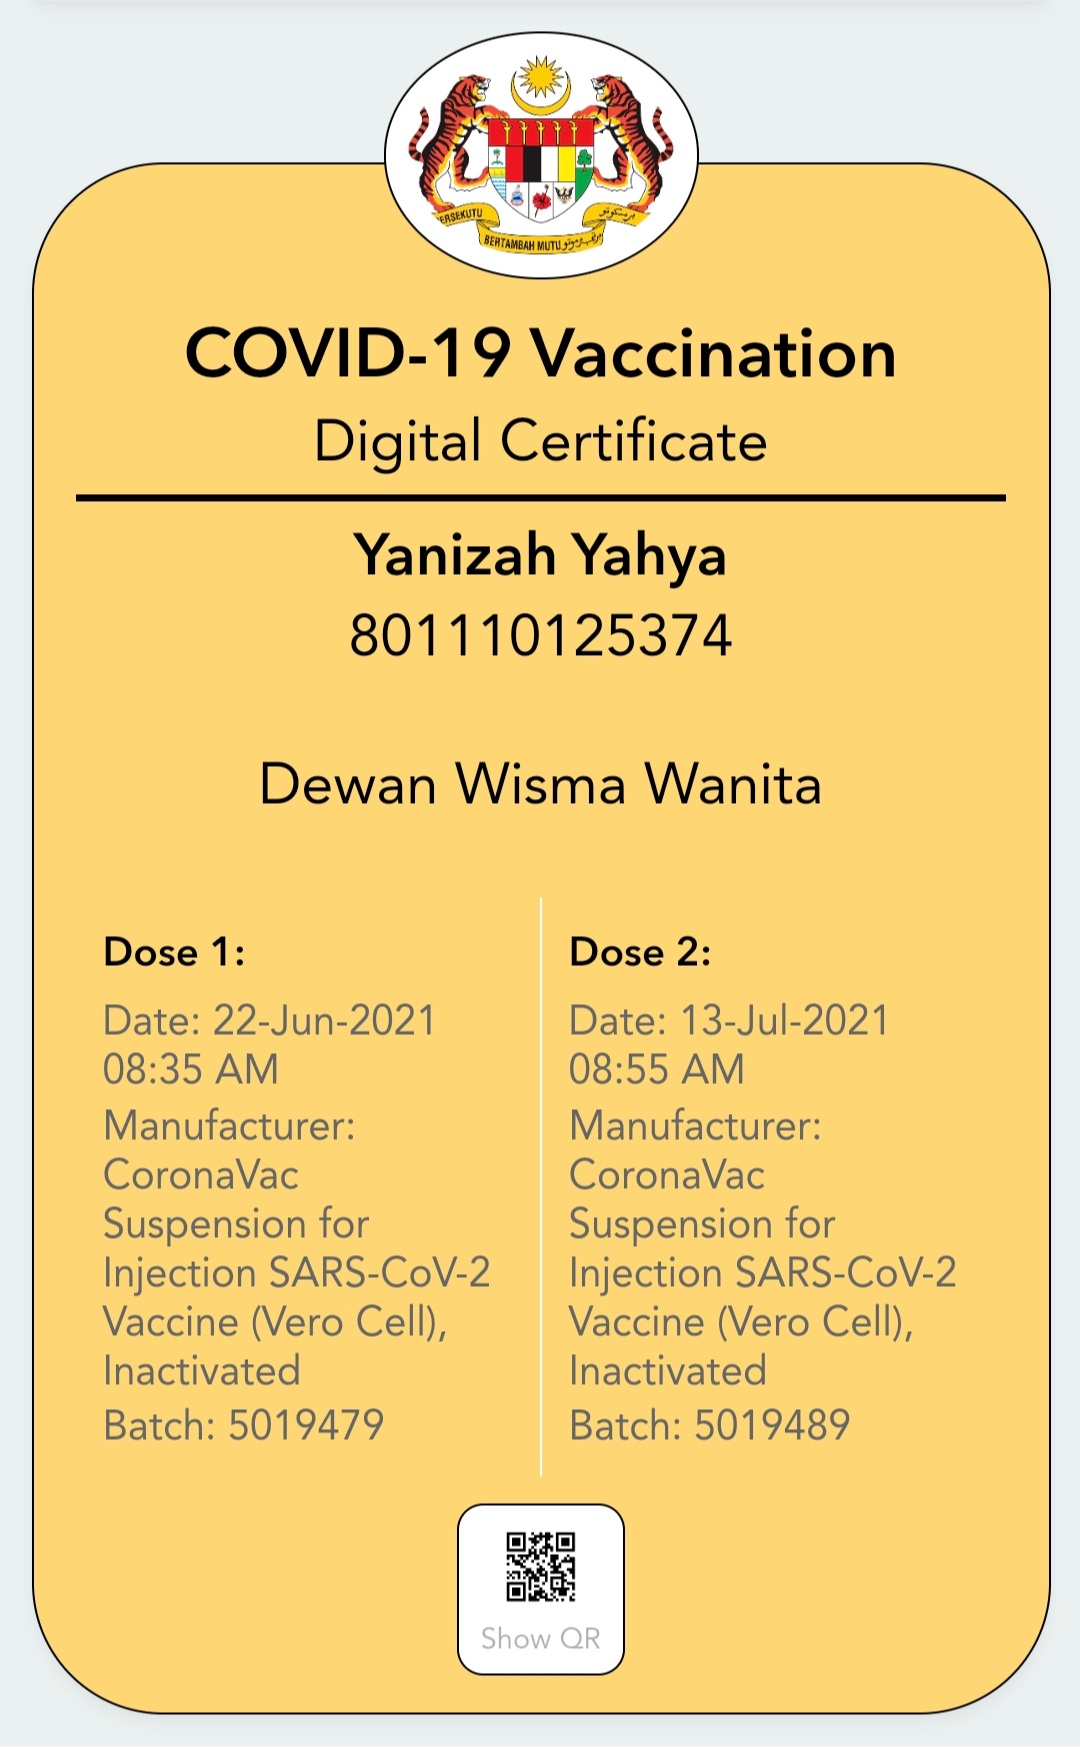 ERSEKUTU
BERTAMBAH MUTU
COVID-19 Vaccination
Digital Certificate
Yanizah Yahya
801110125374
Dewan Wisma Wanita
Dose 1:
Date: 22-Jun-2021
08:35 AM
Manufacturer:
CoronaVac
Suspension for
Injection SARS-CoV-2
Vaccine (Vero Cell),
Inactivated
Batch: 5019479
Dose 2:
Date: 13-Jul-2021
08:55 AM
Manufacturer:
CoronaVac
Suspension for
Injection SARS-CoV-2
Vaccine (Vero Cell),
Inactivated
Batch: 5019489
Show QR